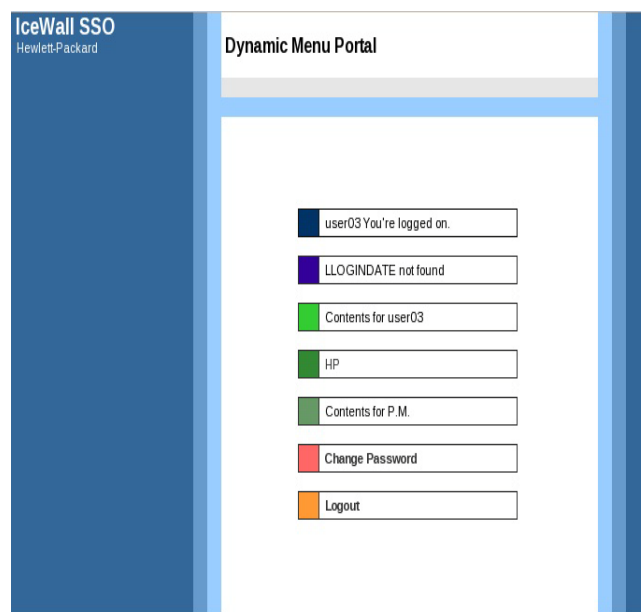 IceWall SSO
Hewlett-Packard
Dynamic Menu Portal
user03 You're logged on.
LLOGINDATE not found
Contents for user03
HP
Contents for P.M.
Change Password
Logout